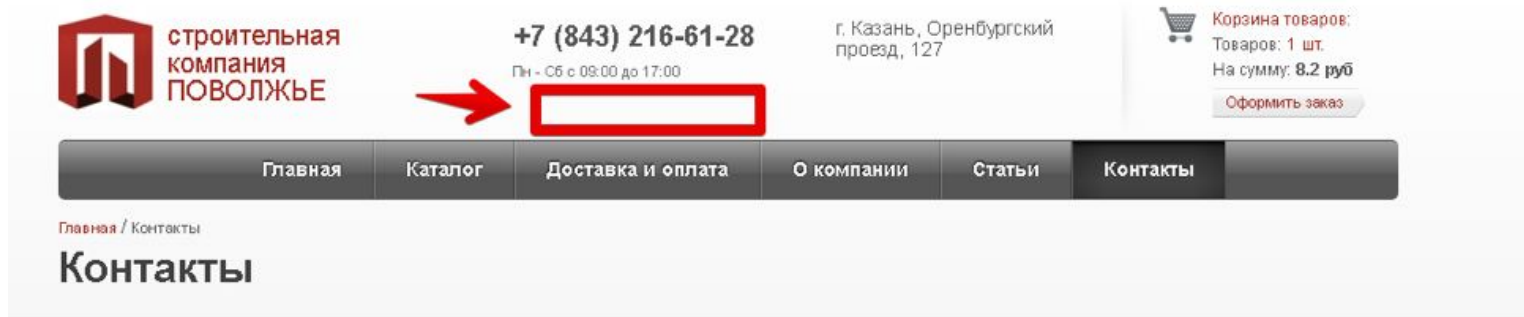 строительная
компания
ПОВОЛЖЬЕ
+7 (843) 216-61-28
Пн - Сб с 09:00 до 17:00
г. Казань, Оренбургский
проезд, 127
Корзина товаров:
Товаров: 1 шт.
На сумму: 8.2 руб
Оформить заказ
Главная Каталог Доставка и оплата О компании Статьи Контакты
Главная / Контакты
Контакты